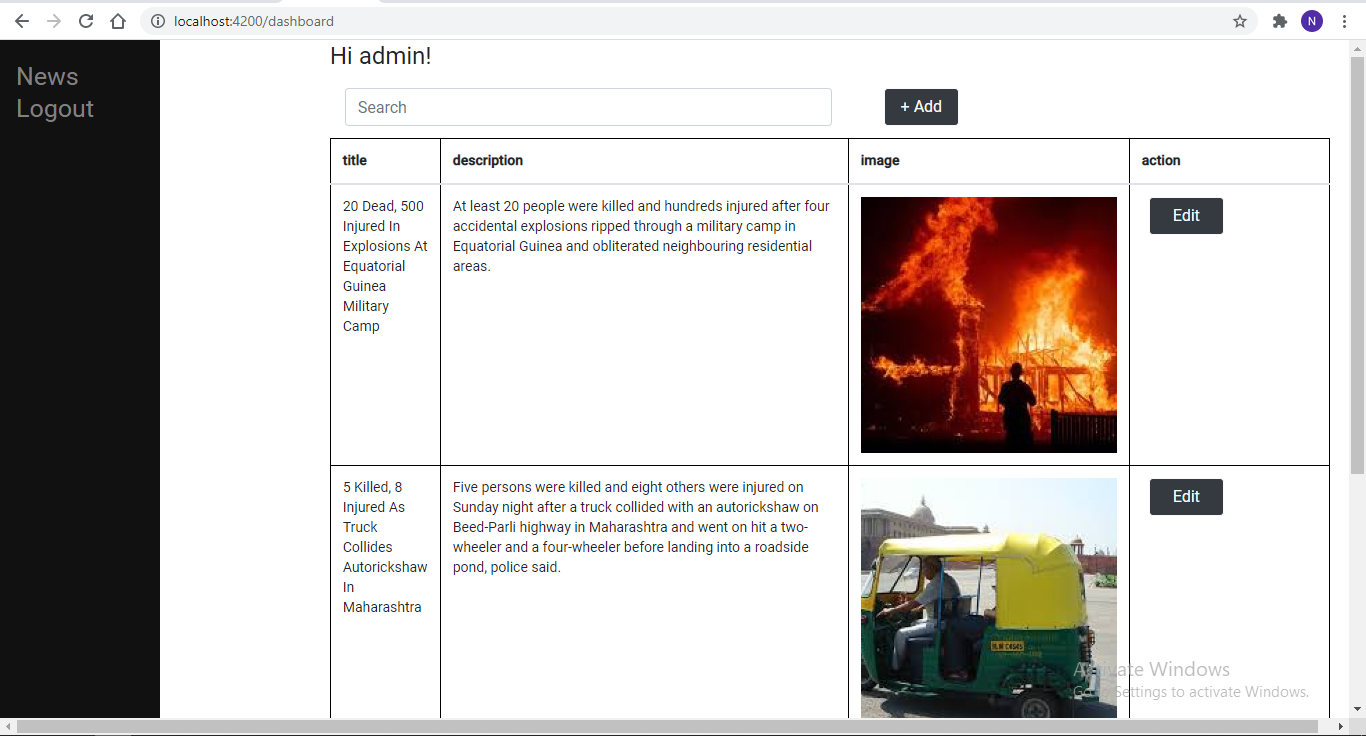 localhost:4200/dashboard
N
News
Logout
Hi admin!
Search
+ Add
title
description
image
action
20 Dead, 500
Injured In
Explosions At
Equatorial
Guinea
Military
Camp
At least 20 people were killed and hundreds injured after four
accidental explosions ripped through a military camp in
Equatorial Guinea and obliterated neighbouring residential
areas.
Edit
5 Killed, 8
Injured As
Truck
Collides
Autorickshaw
In
Maharashtra
Five persons were killed and eight others were injured on
Sunday night after a truck collided with an autorickshaw on
Beed-Parli highway in Maharashtra and went on hit a two-
wheeler and a four-wheeler before landing into a roadside
pond, police said.
Edit
Activate Windows
Go to Settings to activate Windows.